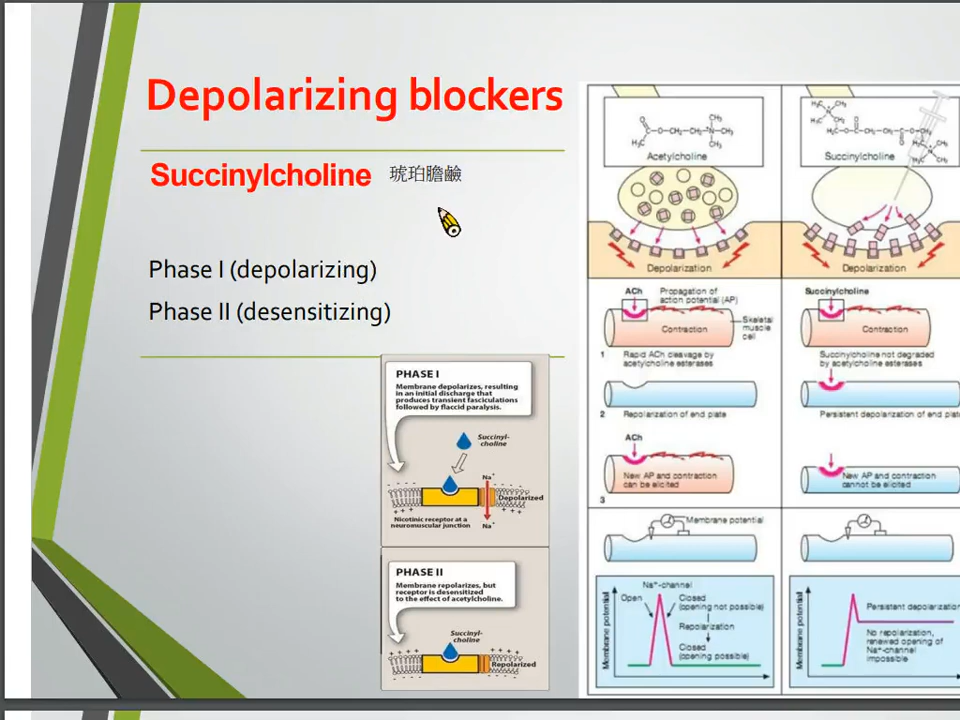 Depolarizing blockers
Succinylcholine 琥珀膽鹼
Phase I (depolarizing)
Phase II (desensitizing)
PHASE I
Membrane depolarizes, resulting
in an initial discharge that
produces transient fasciculations
followed by flaccid paralysis.
Succinyl-
choline
Na+
Depolarized
Nicotinic receptor at a
neuromuscular junction
Na+
PHASE II
Membrane repolarizes, but
receptor is desensitized
to the effect of acetylcholine.
Succinyl-
choline
Repolarized
Acetylcholine
Depolarization
ACh
Propagation of
action potential (AP)
Contraction
Skeletal
muscle
cell
1 Rapid ACh cleavage by
acetylcholine esterases
2 Repolarization of end plate
ACh
New AP and contraction
can be elicited
3
Membrane potential
Na+-channel
Open
Closed
(opening not possible)
Repolarization
Closed
(opening possible)
Membrane potential
Succinylcholine
Depolarization
Succinylcholine
Contraction
Succinylcholine not degraded
by acetylcholine esterases
Persistent depolarization of end plate
New AP and contraction
cannot be elicited
Persistent depolarization
No repolarization,
renewed opening of
Na+-channel
impossible
Membrane potential